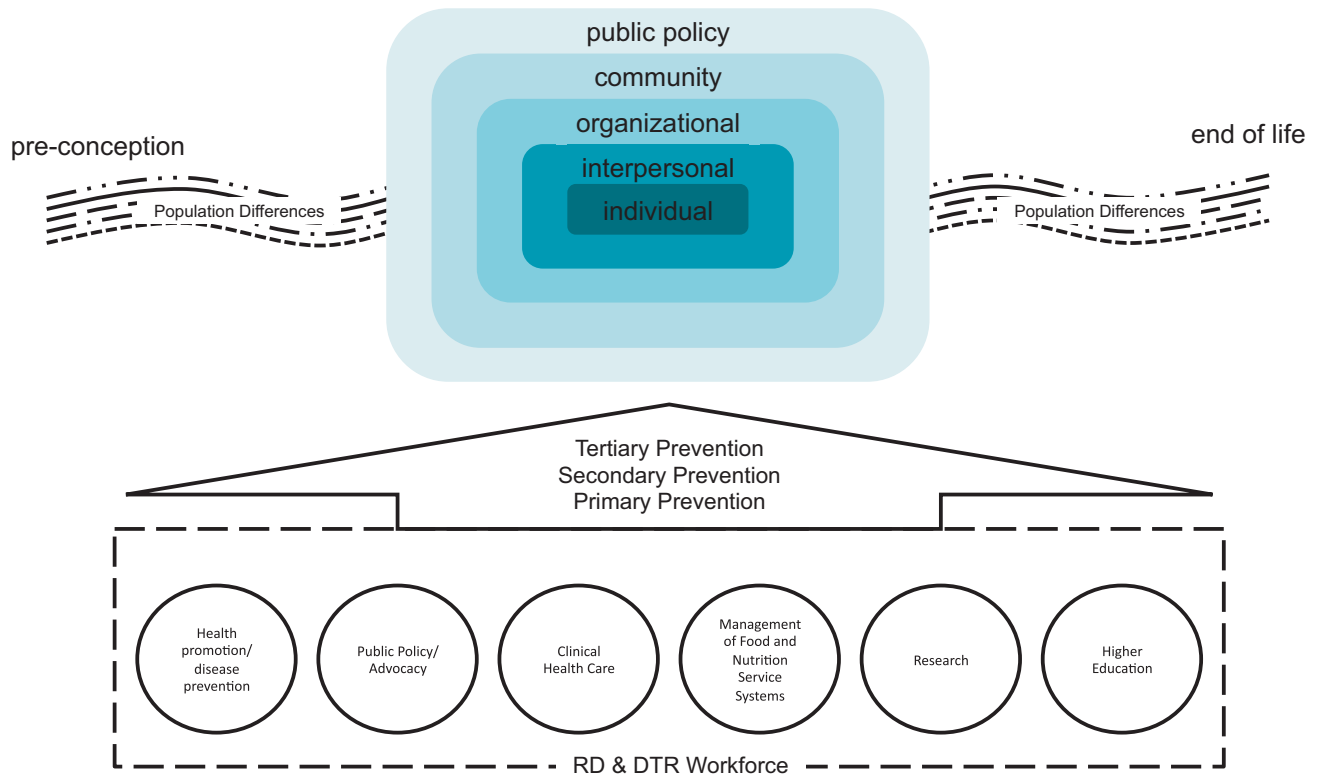 public policy
community
organizational
interpersonal
individual
pre-conception
Population Differences
end of life
Population Differences
Tertiary Prevention
Secondary Prevention
Primary Prevention
Health
promotion/
disease
prevention
Public Policy/
Advocacy
Clinical
Health Care
Management
of Food and
Nutrition
Service
Systems
Research
Higher
Education
RD & DTR Workforce